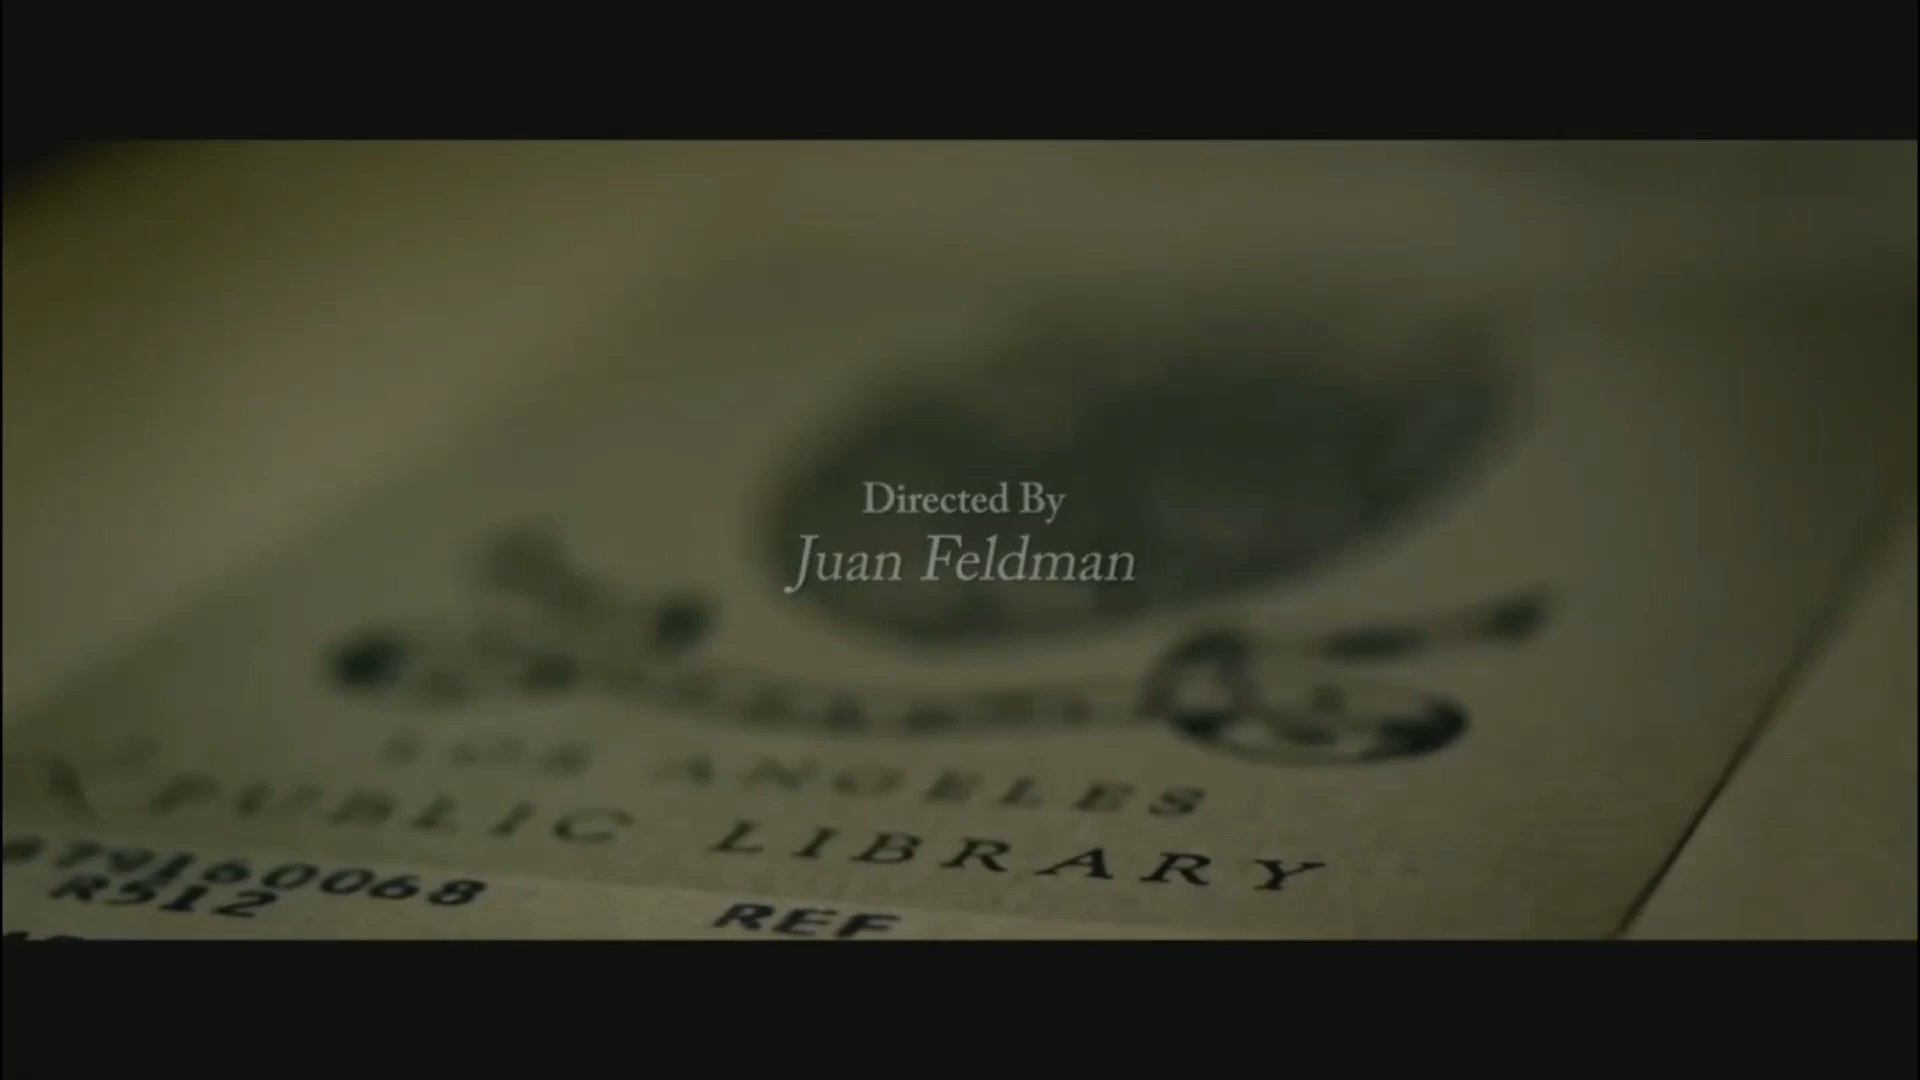 Directed By
Juan Feldman
LOS ANGELES
PUBLIC LIBRARY
R512
REF